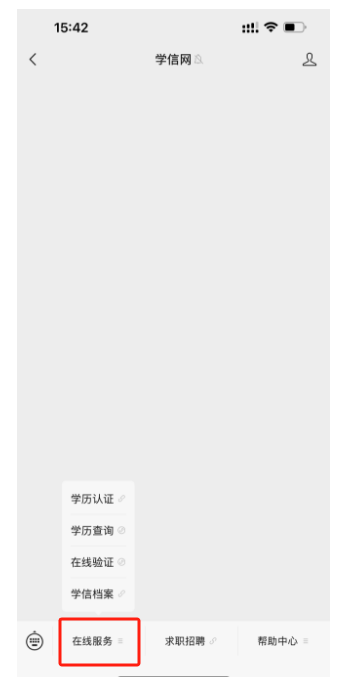 15:42
学信网
学历认证
学历查询
在线验证
学信档案
在线服务
求职招聘
帮助中心